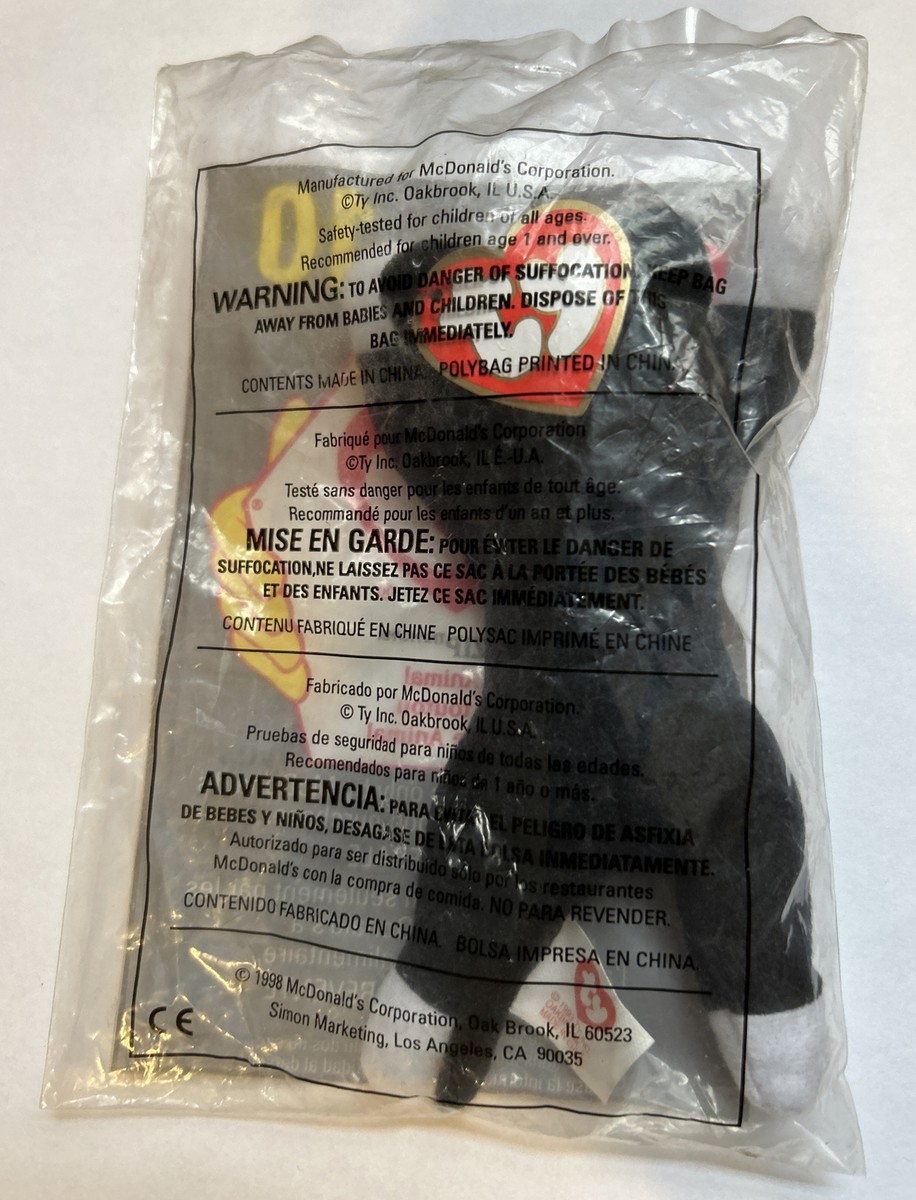 Manufactured for McDonald's Corporation.
©Ty Inc. Oakbrook, IL U.S.A.
Safety-tested for children of all ages.
Recommended for children age 1 and over.
WARNING: TO AVOID DANGER OF SUFFOCATION, KEEP BAG
AWAY FROM BABIES AND CHILDREN. DISPOSE OF THIS
BAG IMMEDIATELY.
CONTENTS MADE IN CHINA. POLYBAG PRINTED IN CHINA.
ty
Fabriqué pour McDonald's Corporation
©Ty Inc. Oakbrook, IL É.-U.A.
Testé sans danger pour les enfants de tout âge.
Recommandé pour les enfants d'un an et plus.
MISE EN GARDE: POUR ÉVITER LE DANGER DE
SUFFOCATION,NE LAISSEZ PAS CE SAC À LA PORTÉE DES BÉBÉS
ET DES ENFANTS. JETEZ CE SAC IMMÉDIATEMENT.
CONTENU FABRIQUÉ EN CHINE POLYSAC IMPRIMÉ EN CHINE
Fabricado por McDonald's Corporation.
© Ty Inc. Oakbrook, IL U.S.A.
Pruebas de seguridad para niños de todas las edades.
Recomendados para niños de 1 año o más.
ADVERTENCIA: PARA EVITAR EL PELIGRO DE ASFIXIA
DE BEBES Y NIÑOS, DESAGASE DE ESTA BOLSA INMEDIATAMENTE.
Autorizado para ser distribuido sólo por los restaurantes
McDonald's con la compra de comida. NO PARA REVENDER.
CONTENIDO FABRICADO EN CHINA. BOLSA IMPRESA EN CHINA.
© 1998 McDonald's Corporation, Oak Brook, IL 60523
Simon Marketing, Los Angeles, CA 90035
CE